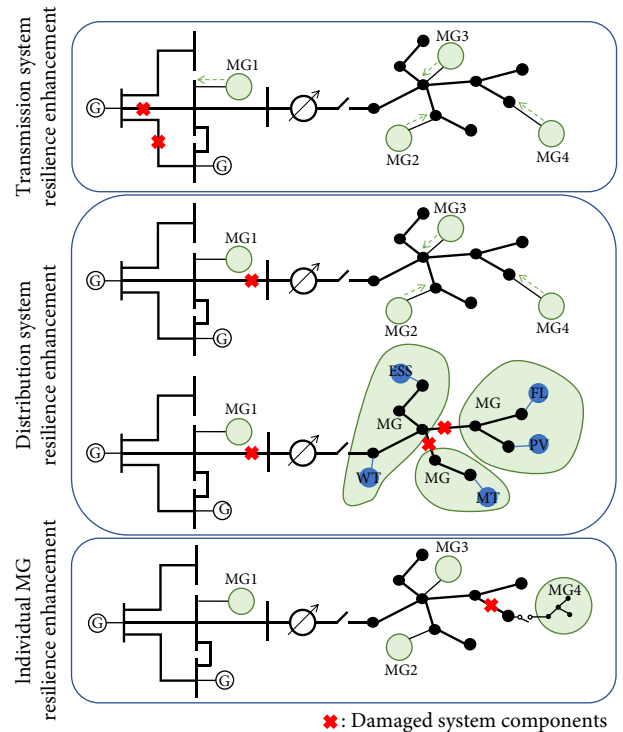 Transmission system
resilience enhancement
G
G
MG1
MG3
MG2
MG4
Distribution system
resilience enhancement
G
G
MG1
MG3
MG2
MG4
G
G
MG1
ESS
MG
WT
MG
FL
PV
MG
MT
Individual MG
resilience enhancement
G
G
MG1
MG3
MG2
MG4
: Damaged system components